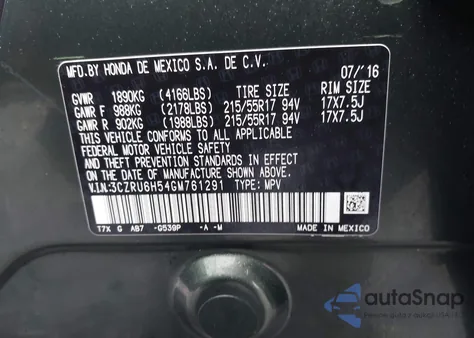 MFD.BY HONDA DE MEXICO S.A. DE C.V. 07/'16
GVWR 1890KG (4166LBS) TIRE SIZE RIM SIZE
GAWR F 988KG (2178LBS) 215/55R17 94V 17X7.5J
GAWR R 902KG (1988LBS) 215/55R17 94V 17X7.5J
THIS VEHICLE CONFORMS TO ALL APPLICABLE
FEDERAL MOTOR VEHICLE SAFETY
STANDARDS IN EFFECT ON THE
DATE OF MANUFACTURE SHOWN ABOVE
V.I.N:3CZRU6H54GM761291 TYPE: MPV
T7X G AB7 -G539P -A -M MADE IN MEXICO
autoSnap